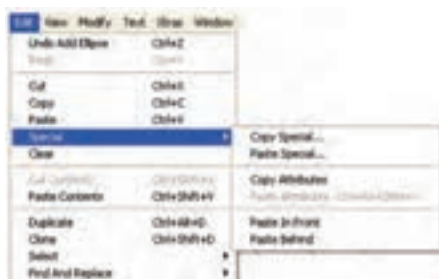 Edit View Modify Text Xtras Window
Undo Add Ellipse Ctrl+Z
Cut Ctrl+X
Copy Ctrl+C
Paste Ctrl+V
Special
Copy Special...
Clear
Paste Special...
Copy Attributes
Paste Contents Ctrl+Shift+V
Duplicate Ctrl+Alt+D
Paste In Front
Clone Ctrl+Shift+D
Paste Behind
Select
Find And Replace